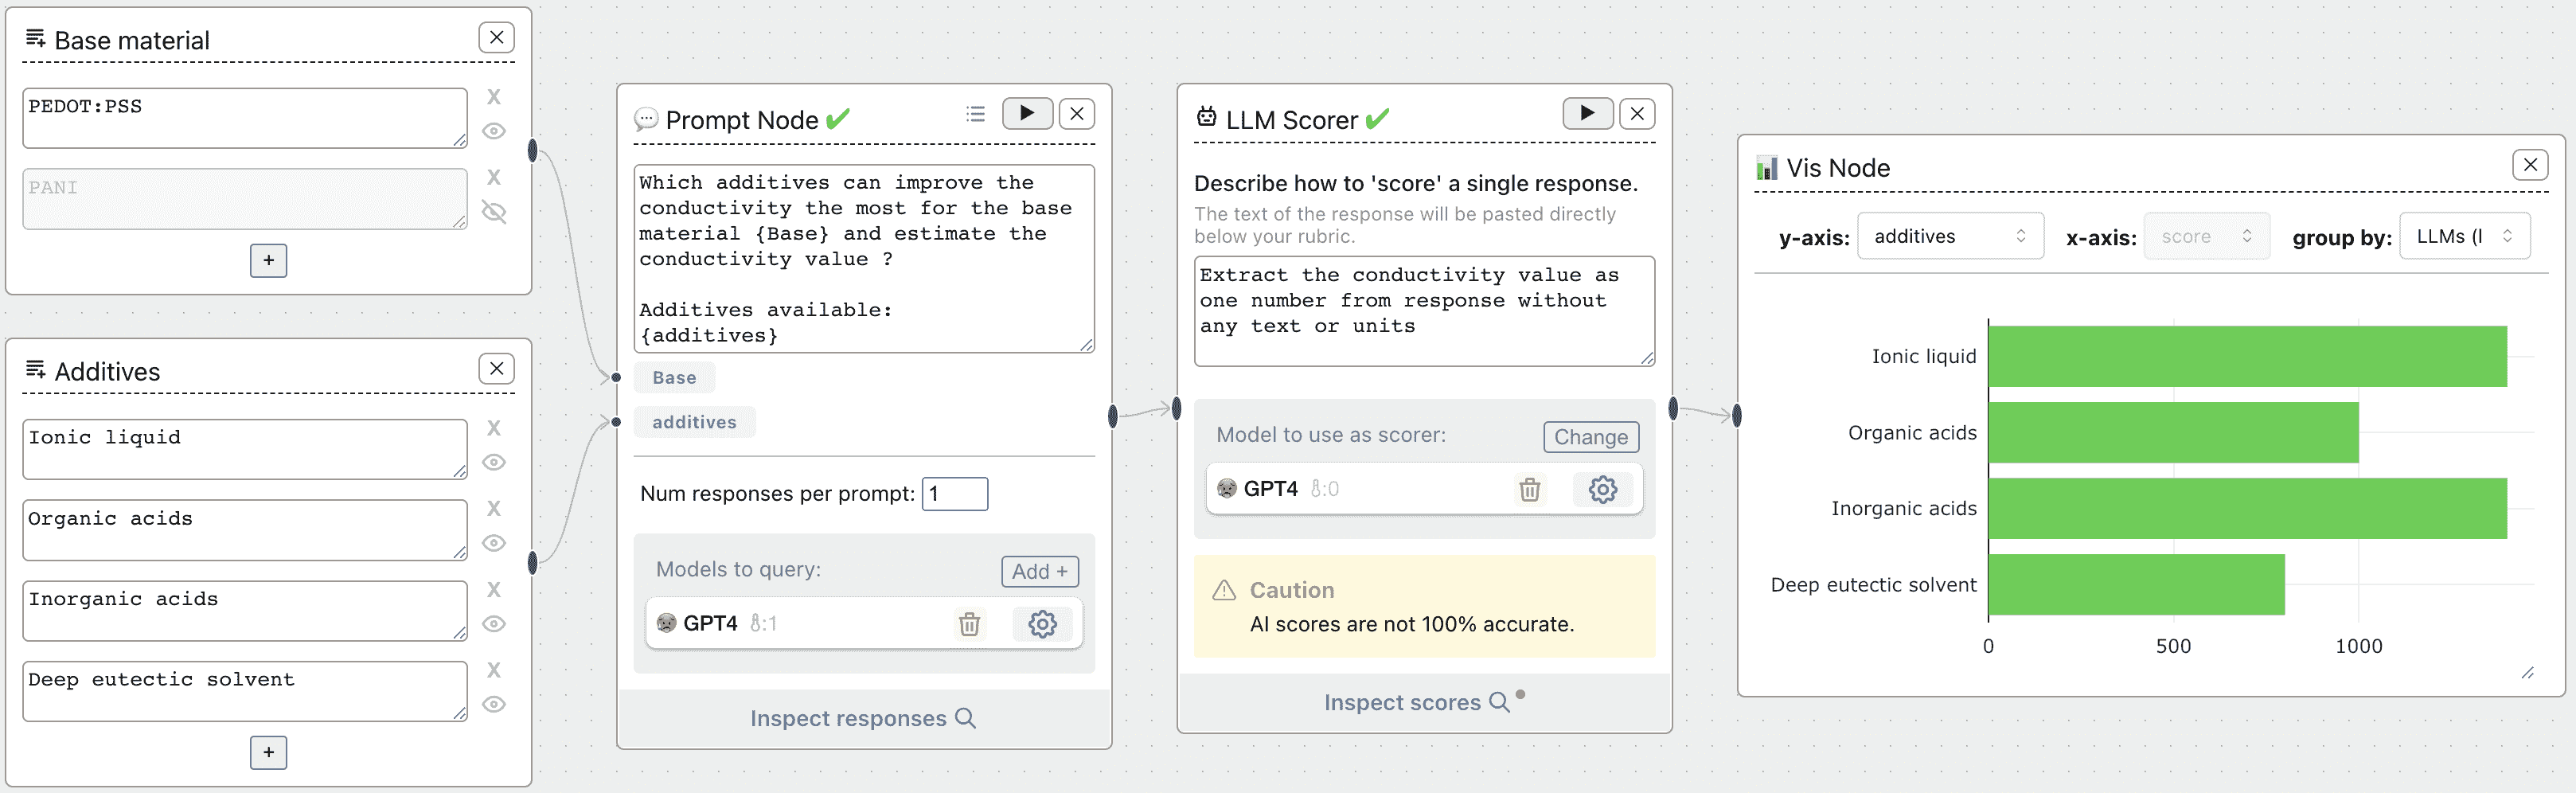 Base material
PEDOT:PSS
X
PANI
X
+
Additives
Ionic liquid
X
Organic acids
X
Inorganic acids
X
Deep eutectic solvent
X
+
Prompt Node
Which additives can improve the
conductivity the most for the base
material {Base} and estimate the
conductivity value ?
Additives available:
{additives}
Base
additives
Num responses per prompt: 1
Models to query: Add +
GPT4 :1
Inspect responses
LLM Scorer
Describe how to 'score' a single response.
The text of the response will be pasted directly
below your rubric.
Extract the conductivity value as
one number from response without
any text or units
Model to use as scorer: Change
GPT4 :0
Caution
AI scores are not 100% accurate.
Inspect scores
Vis Node
y-axis: additives x-axis: score group by: LLMs (l
Ionic liquid
Organic acids
Inorganic acids
Deep eutectic solvent
0 500 1000